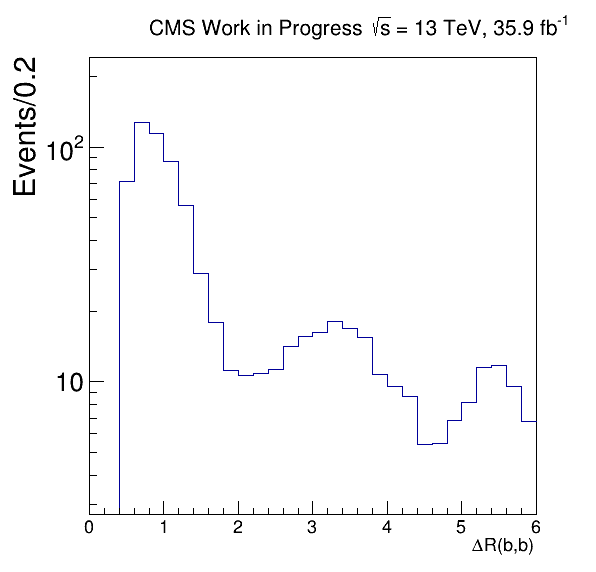 CMS Work in Progress √s = 13 TeV, 35.9 fb⁻¹
Events/0.2
10²
10
0 1 2 3 4 5 6
ΔR(b,b)